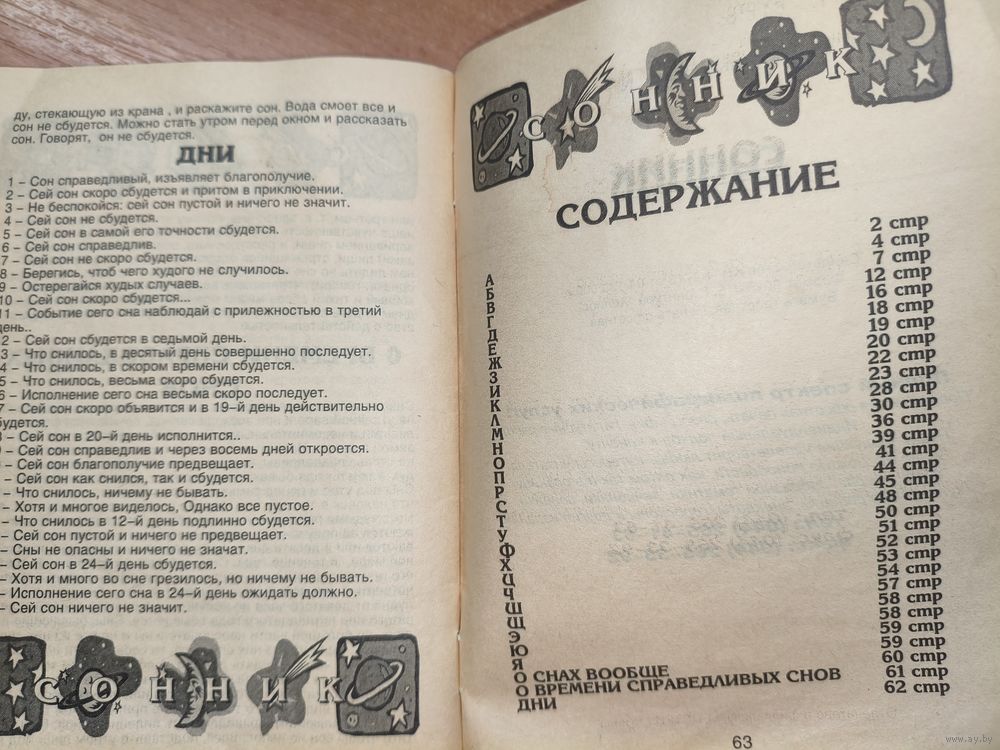 ду, стекающую из крана , и раскажите сон. Вода смоет все и
сон не сбудется. Можно стать утром перед окном и рассказать
сон. Говорят, он не сбудется.
ДНИ
1 – Сон справедливый, изъявляет благополучие.
2 – Сей сон скоро сбудется и притом в приключении.
3 – Не беспокойся: сей сон пустой и ничего не значит.
4 – Сей сон не сбудется.
5 – Сей сон в самой его точности сбудется.
6 – Сей сон справедлив.
7 – Сей сон не скоро сбудется.
8 – Берегись, чтоб чего худого не случилось.
9 – Остерегайся худых случаев.
10 – Сей сон скоро сбудется...
11 – Событие сего сна наблюдай с прилежностью в третий
день..
2 – Сей сон сбудется в седьмой день.
3 – Что снилось, в десятый день совершенно последует.
4 – Что снилось, в скором времени сбудется.
5 – Что снилось, весьма скоро сбудется.
6 – Исполнение сего сна весьма скоро последует.
7 – Сей сон скоро объявится и в 19–й день действительно
будется.
– Сей сон в 20–й день исполнится..
– Сей сон справедлив и через восемь дней откроется.
– Сей сон благополучие предвещает.
– Сей сон как снился, так и сбудется.
– Что снилось, ничему не бывать.
– Хотя и многое виделось, Однако все пустое.
– Что снилось в 12–й день подлинно сбудется.
– Сей сон пустой и ничего не предвещает.
– Сны не опасны и ничего не значат.
– Сей сон в 24–й день сбудется.
– Хотя и много во сне грезилось, но ничему не бывать.
– Исполнение сего сна в 24–й день ожидать должно.
– Сей сон ничего не значит.
СОННИК
СОННИК
СОДЕРЖАНИЕ
2 стр
4 стр
7 стр
12 стр
16 стр
18 стр
19 стр
20 стр
22 стр
23 стр
28 стр
30 стр
36 стр
39 стр
41 стр
44 стр
45 стр
48 стр
50 стр
51 стр
52 стр
53 стр
54 стр
57 стр
58 стр
58 стр
59 стр
59 стр
60 стр
61 стр
62 стр
А
Б
В
Г
Д
Е
Ж
З
И
К
Л
М
Н
О
П
Р
С
Т
У
Ф
Х
Ц
Ч
Ш
Щ
Э
Ю
Я
О СНАХ ВООБЩЕ
О ВРЕМЕНИ СПРАВЕДЛИВЫХ СНОВ
ДНИ
63
www.ay.by